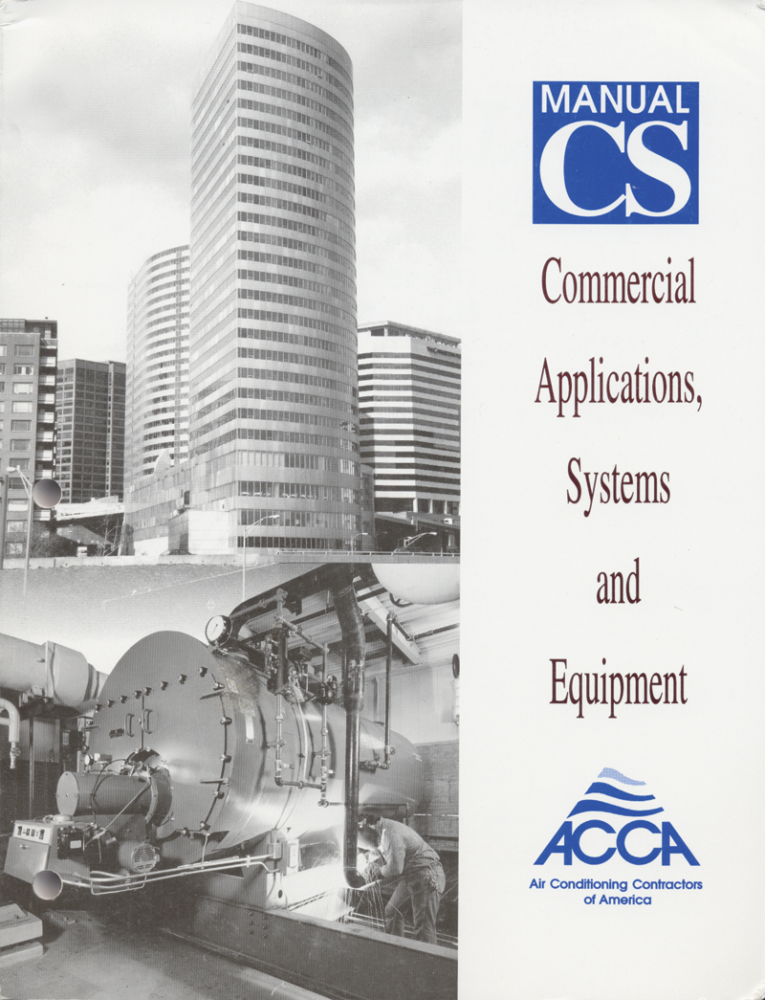 MANUAL
CS
Commercial
Applications,
Systems
and
Equipment
ACCA
Air Conditioning Contractors
of America